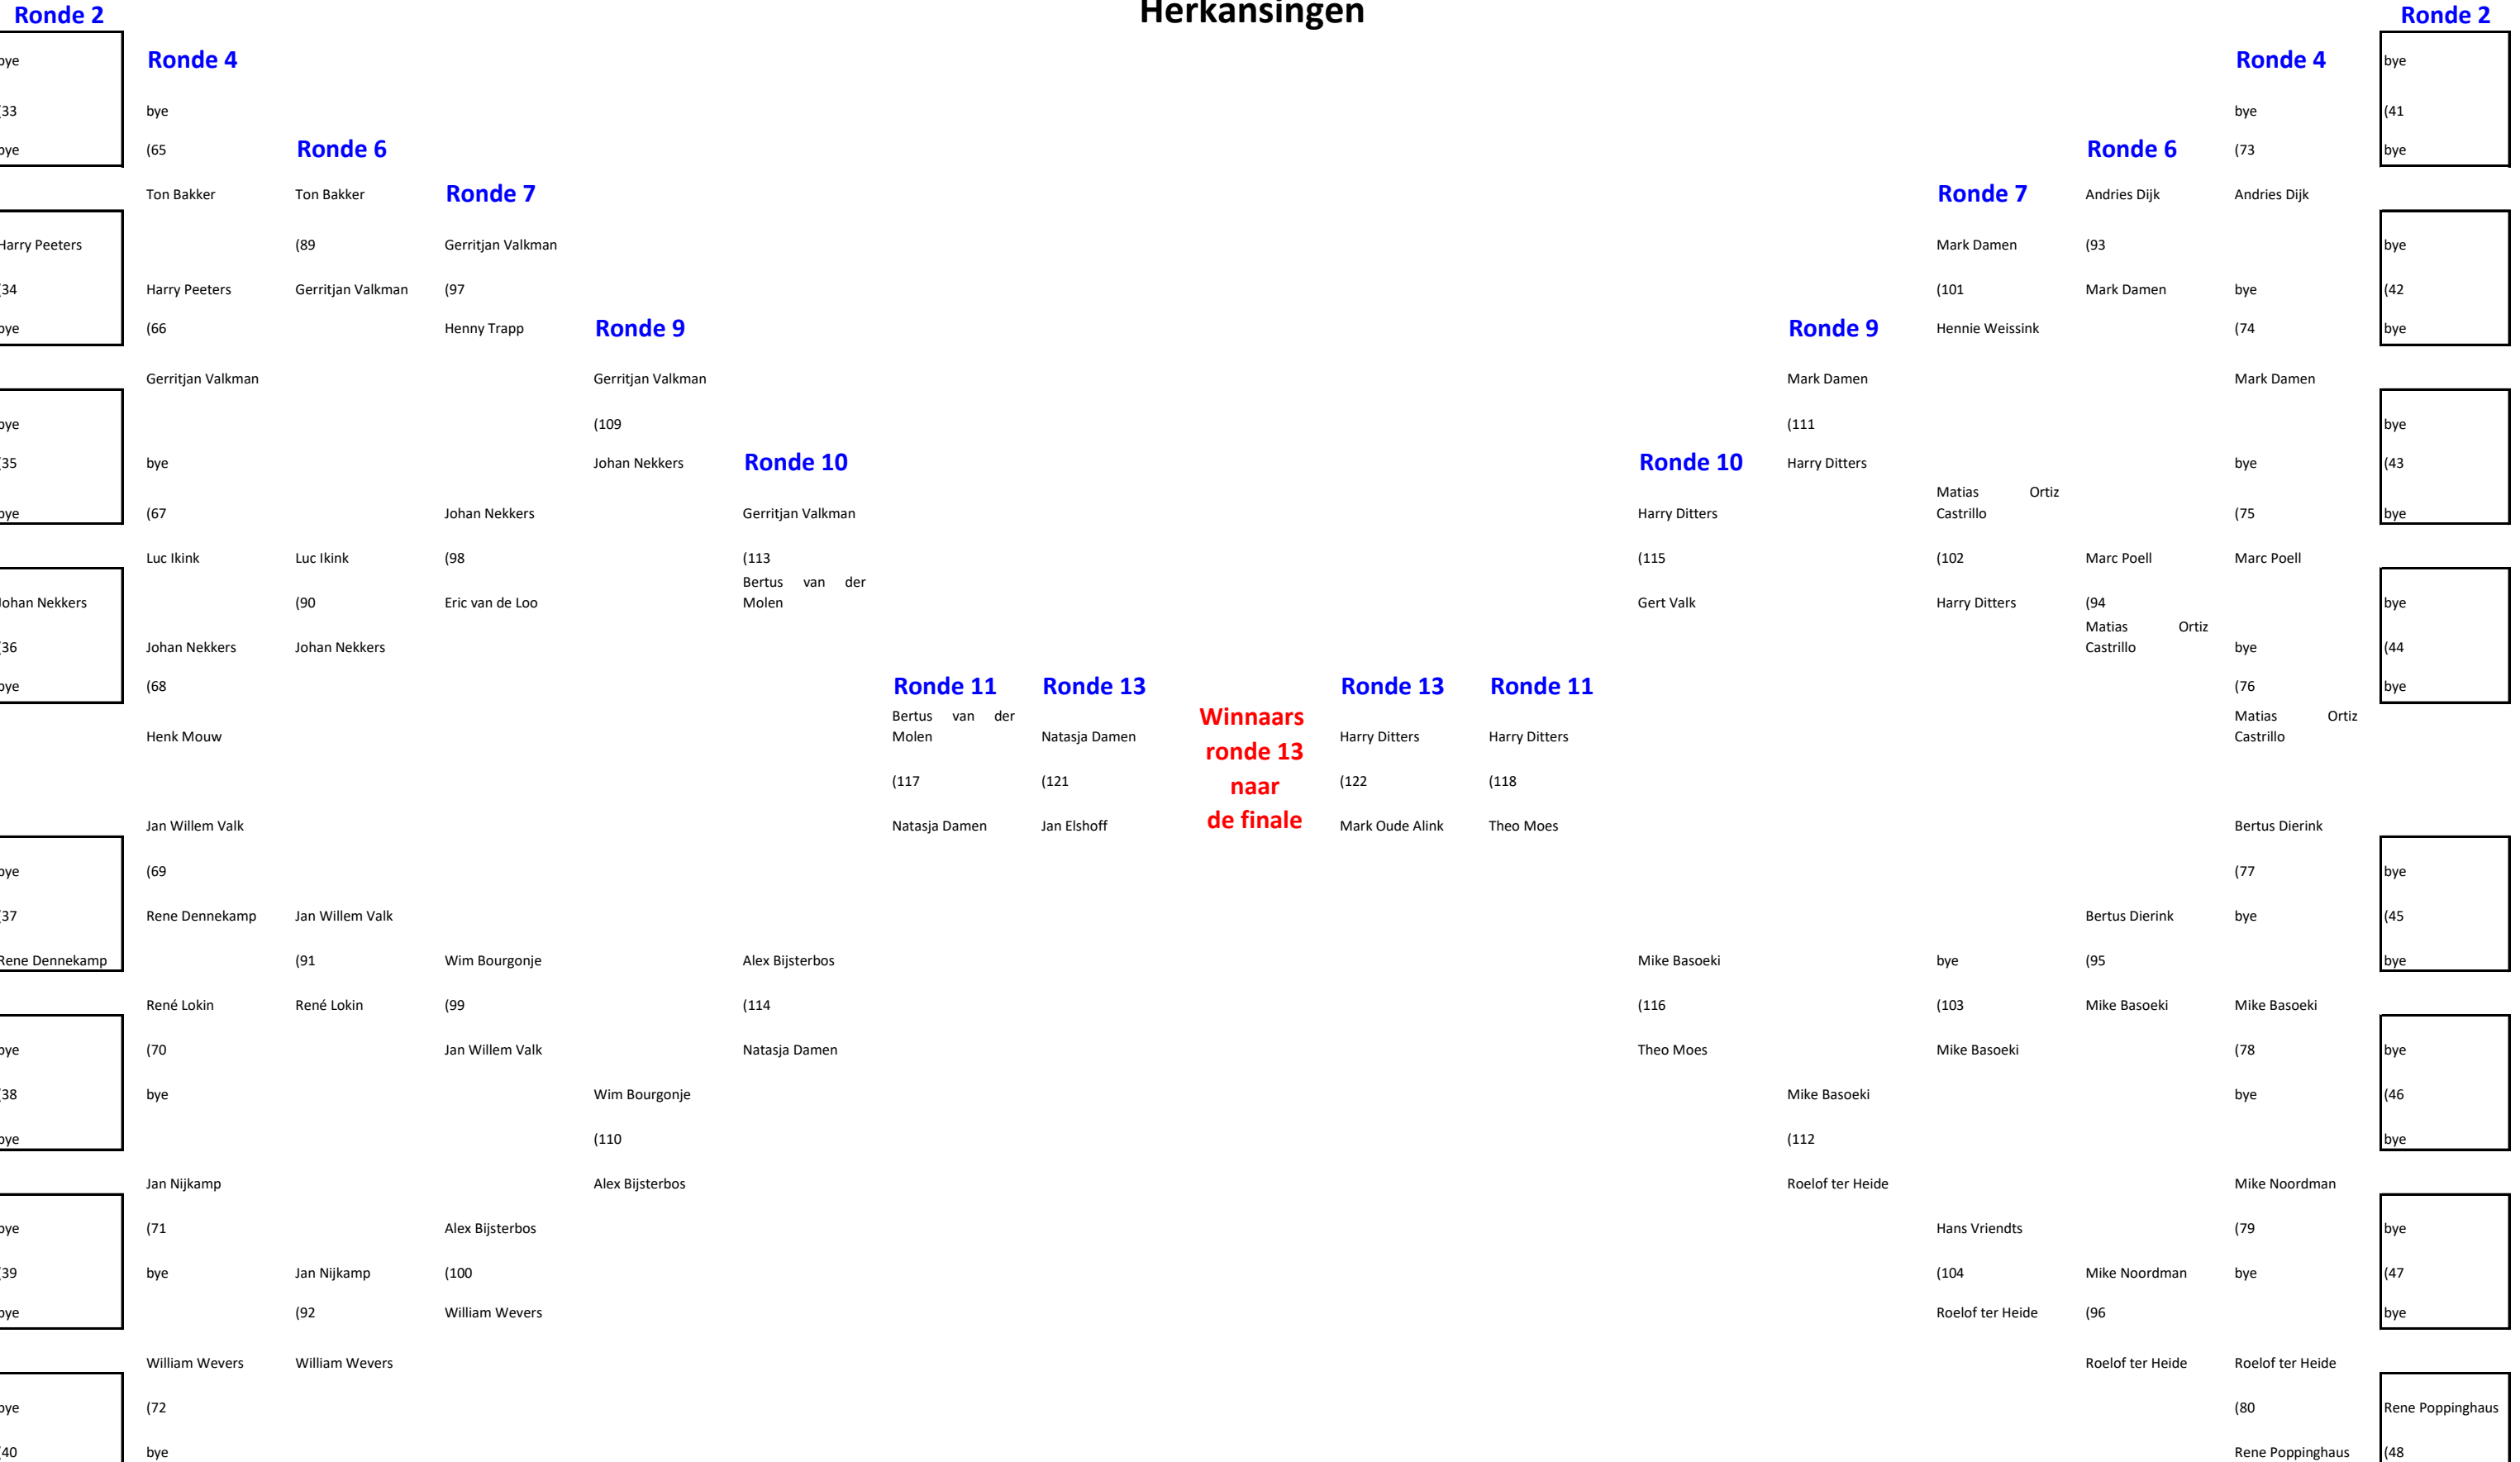 Herkansingen
Ronde 2 Ronde 2
bye Ronde 4 Ronde 4 bye
(33 bye bye (41
bye (65 Ronde 6 Ronde 6 (73 bye
Ton Bakker Ton Bakker Ronde 7 Ronde 7 Andries Dijk Andries Dijk
Harry Peeters (89 Gerritjan Valkman Mark Damen (93 bye
(34 Harry Peeters Gerritjan Valkman (97 (101 Mark Damen bye (42
bye (66 Henny Trapp Ronde 9 Ronde 9 Hennie Weissink (74 bye
Gerritjan Valkman Gerritjan Valkman Mark Damen Mark Damen
bye (109 (111 bye
(35 bye Johan Nekkers Ronde 10 Ronde 10 Harry Ditters bye (43
Matias Ortiz
bye (67 Johan Nekkers Gerritjan Valkman Harry Ditters Castrillo (75 bye
Luc Ikink Luc Ikink (98 (113 (115 (102 Marc Poell Marc Poell
Bertus van der
Johan Nekkers (90 Eric van de Loo Molen Gert Valk Harry Ditters (94 bye
Matias Ortiz
(36 Johan Nekkers Johan Nekkers Castrillo bye (44
bye (68 Ronde 11 Ronde 13 Ronde 13 Ronde 11 (76 bye
Bertus van der Winnaars Matias Ortiz
Henk Mouw Molen Natasja Damen ronde 13 Harry Ditters Harry Ditters Castrillo
(117 (121 naar (122 (118
Jan Willem Valk Natasja Damen Jan Elshoff de finale Mark Oude Alink Theo Moes Bertus Dierink
bye (69 (77 bye
(37 Rene Dennekamp Jan Willem Valk Bertus Dierink bye (45
Rene Dennekamp (91 Wim Bourgonje Alex Bijsterbos Mike Basoeki bye (95 bye
René Lokin René Lokin (99 (114 (116 (103 Mike Basoeki Mike Basoeki
bye (70 Jan Willem Valk Natasja Damen Theo Moes Mike Basoeki (78 bye
(38 bye Wim Bourgonje Mike Basoeki bye (46
bye (110 (112 bye
Jan Nijkamp Alex Bijsterbos Roelof ter Heide Mike Noordman
bye (71 Alex Bijsterbos Hans Vriendts (79 bye
(39 bye Jan Nijkamp (100 (104 Mike Noordman bye (47
bye (92 William Wevers Roelof ter Heide (96 bye
William Wevers William Wevers Roelof ter Heide Roelof ter Heide
bye (72 (80 Rene Poppinghaus
(40 bye Rene Poppinghaus (48